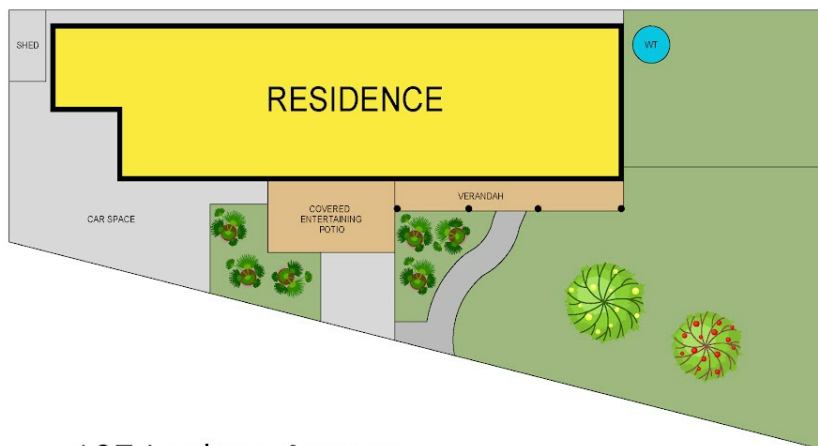 SHED
WT
RESIDENCE
VERANDAH
COVERED
ENTERTAINING
POTIO
CAR SPACE